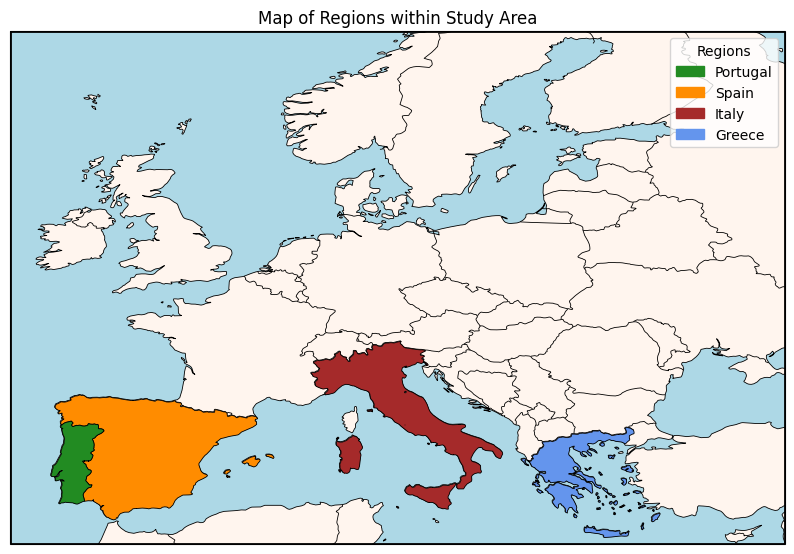 Map of Regions within Study Area
Regions
Portugal
Spain
Italy
Greece